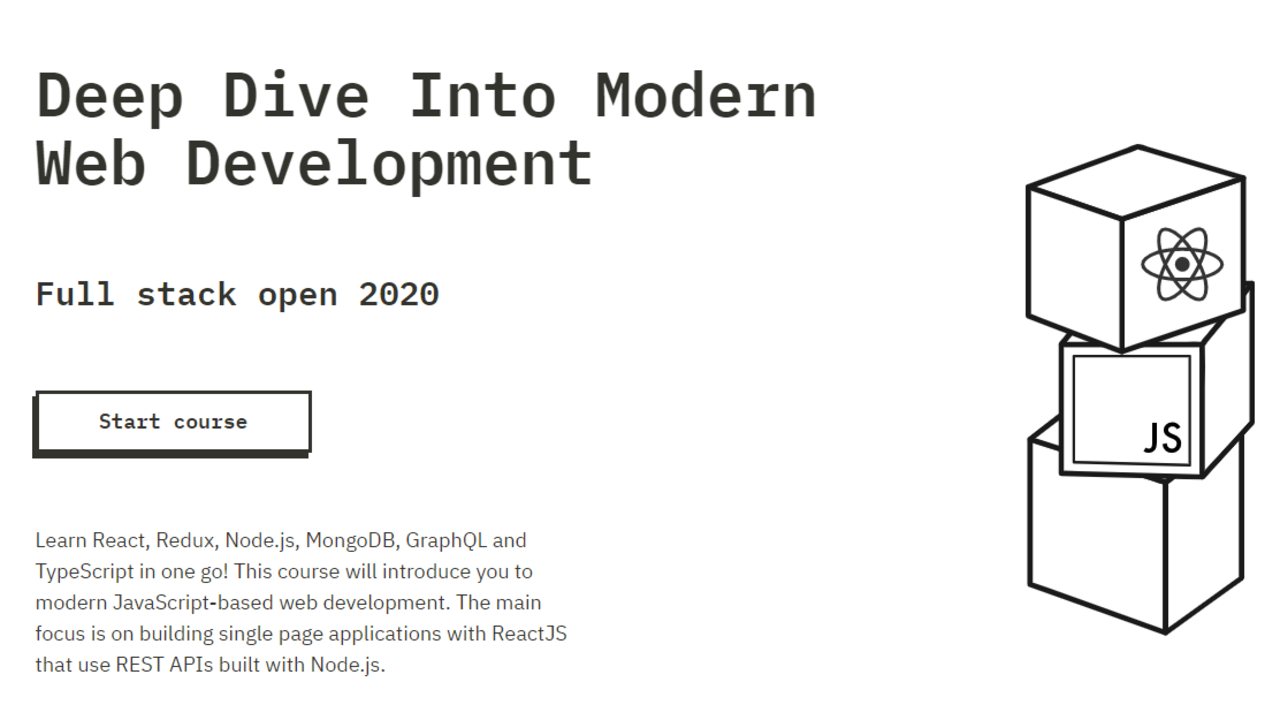 Deep Dive Into Modern
Web Development
Full stack open 2020
Start course
JS
Learn React, Redux, Node.js, MongoDB, GraphQL and
TypeScript in one go! This course will introduce you to
modern JavaScript-based web development. The main
focus is on building single page applications with ReactJS
that use REST APIs built with Node.js.